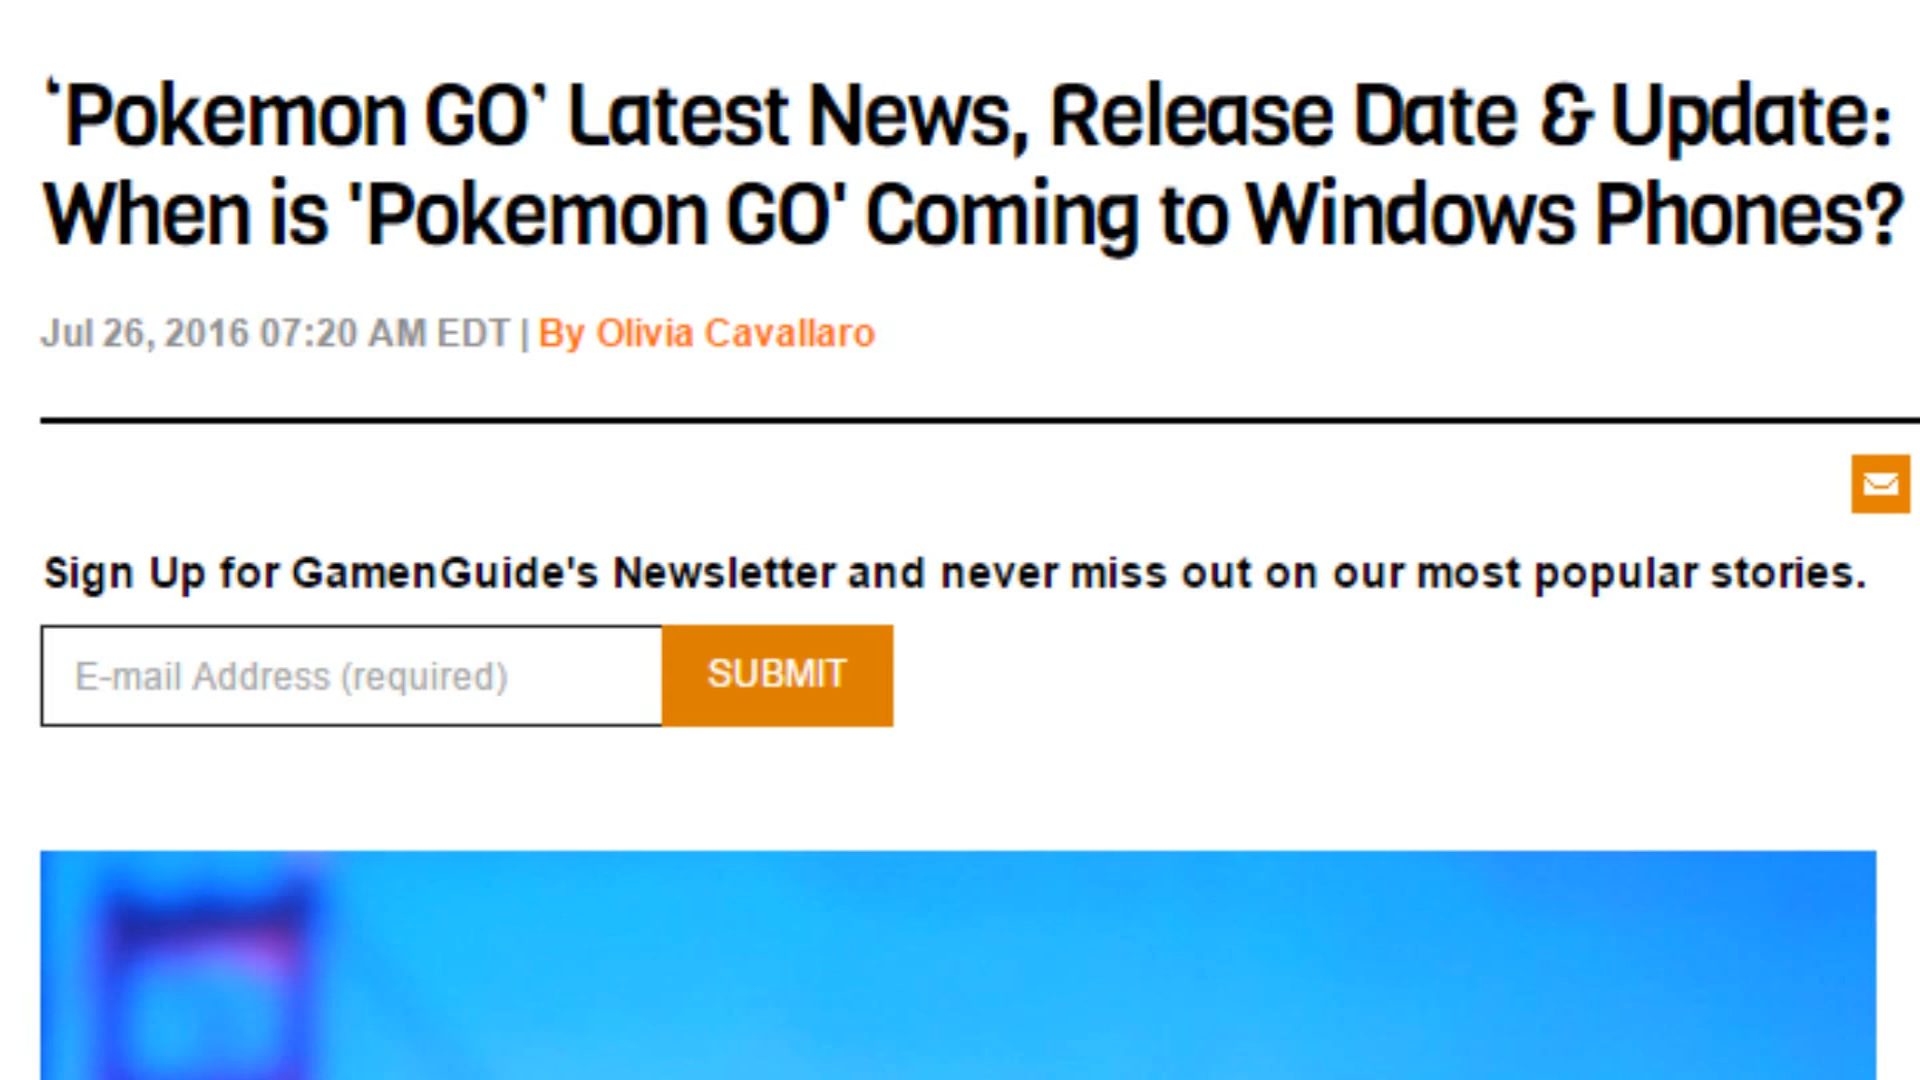 ‘Pokemon GO’ Latest News, Release Date & Update:
When is 'Pokemon GO' Coming to Windows Phones?
Jul 26, 2016 07:20 AM EDT | By Olivia Cavallaro
Sign Up for GamenGuide's Newsletter and never miss out on our most popular stories.
E-mail Address (required) SUBMIT